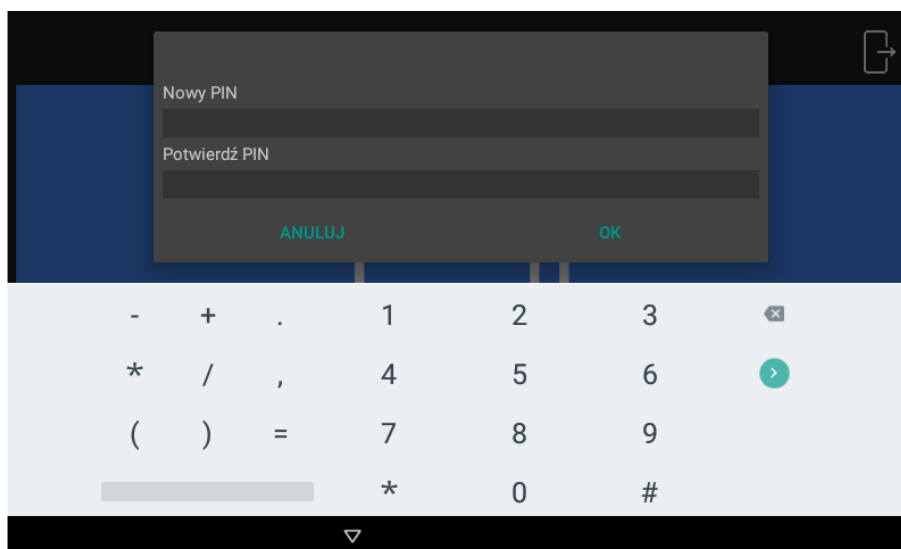 Nowy PIN
Potwierdź PIN
ANULUJ OK
- + . 1 2 3
* / , 4 5 6
( ) = 7 8 9
* 0 #